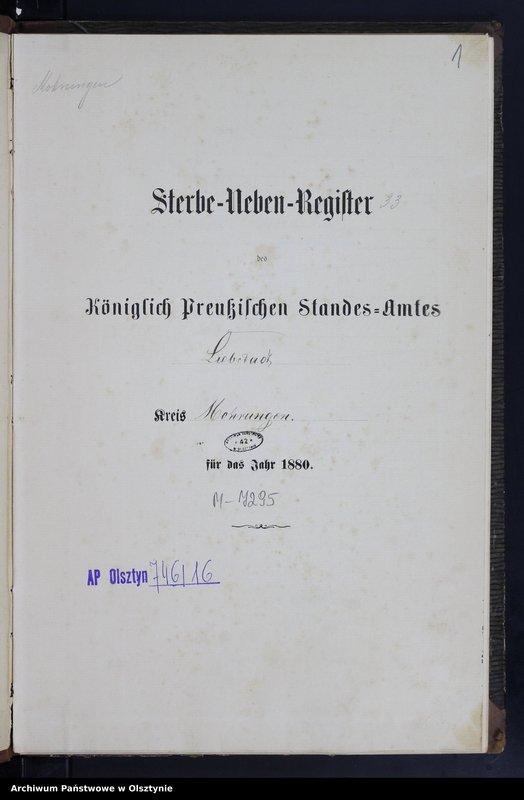 1
Mohrungen
Sterbe-Neben-Register 33
des
Königlich Preußischen Standes-Amtes
Liebstadt
Kreis Mohrungen.
42
für das Jahr 1880.
M-7295
AP Olsztyn 746/16
Archiwum Państwowe w Olsztynie